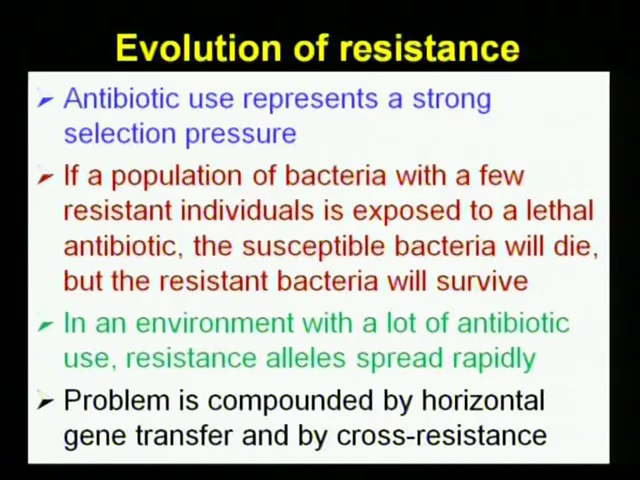 Evolution of resistance
➤ Antibiotic use represents a strong
selection pressure
➤ If a population of bacteria with a few
resistant individuals is exposed to a lethal
antibiotic, the susceptible bacteria will die,
but the resistant bacteria will survive
➤ In an environment with a lot of antibiotic
use, resistance alleles spread rapidly
➤ Problem is compounded by horizontal
gene transfer and by cross-resistance